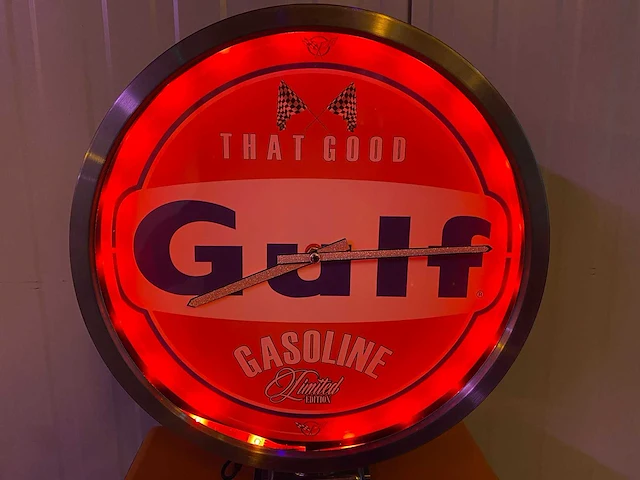 THAT GOOD
Gulf
®
GASOLINE
Limited
EDITION